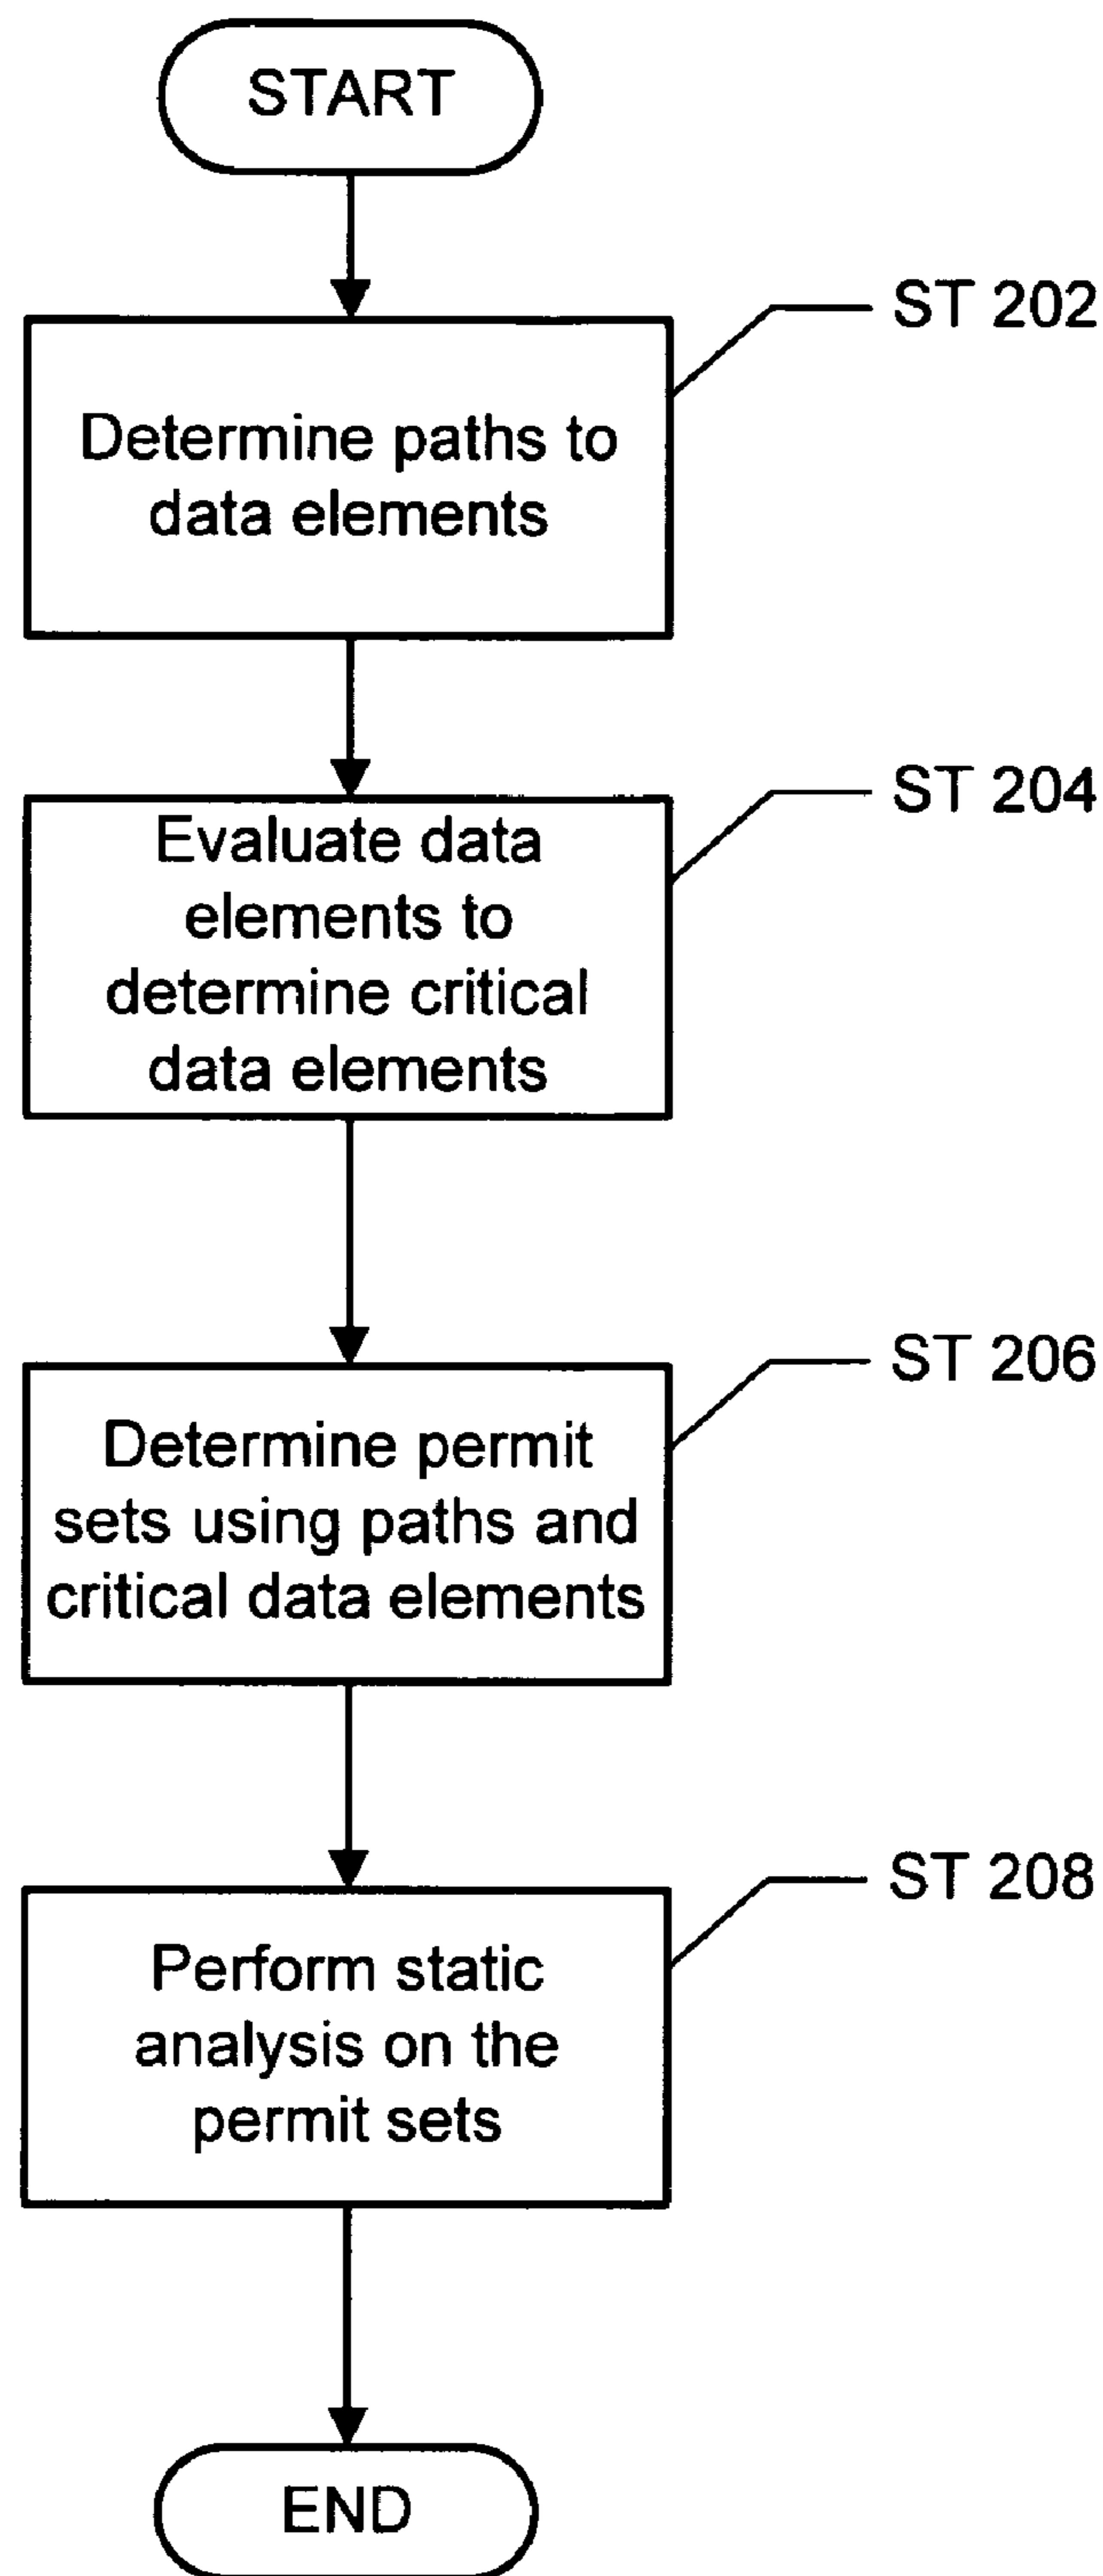 START
ST 202
Determine paths to
data elements
ST 204
Evaluate data
elements to
determine critical
data elements
ST 206
Determine permit
sets using paths and
critical data elements
ST 208
Perform static
analysis on the
permit sets
END